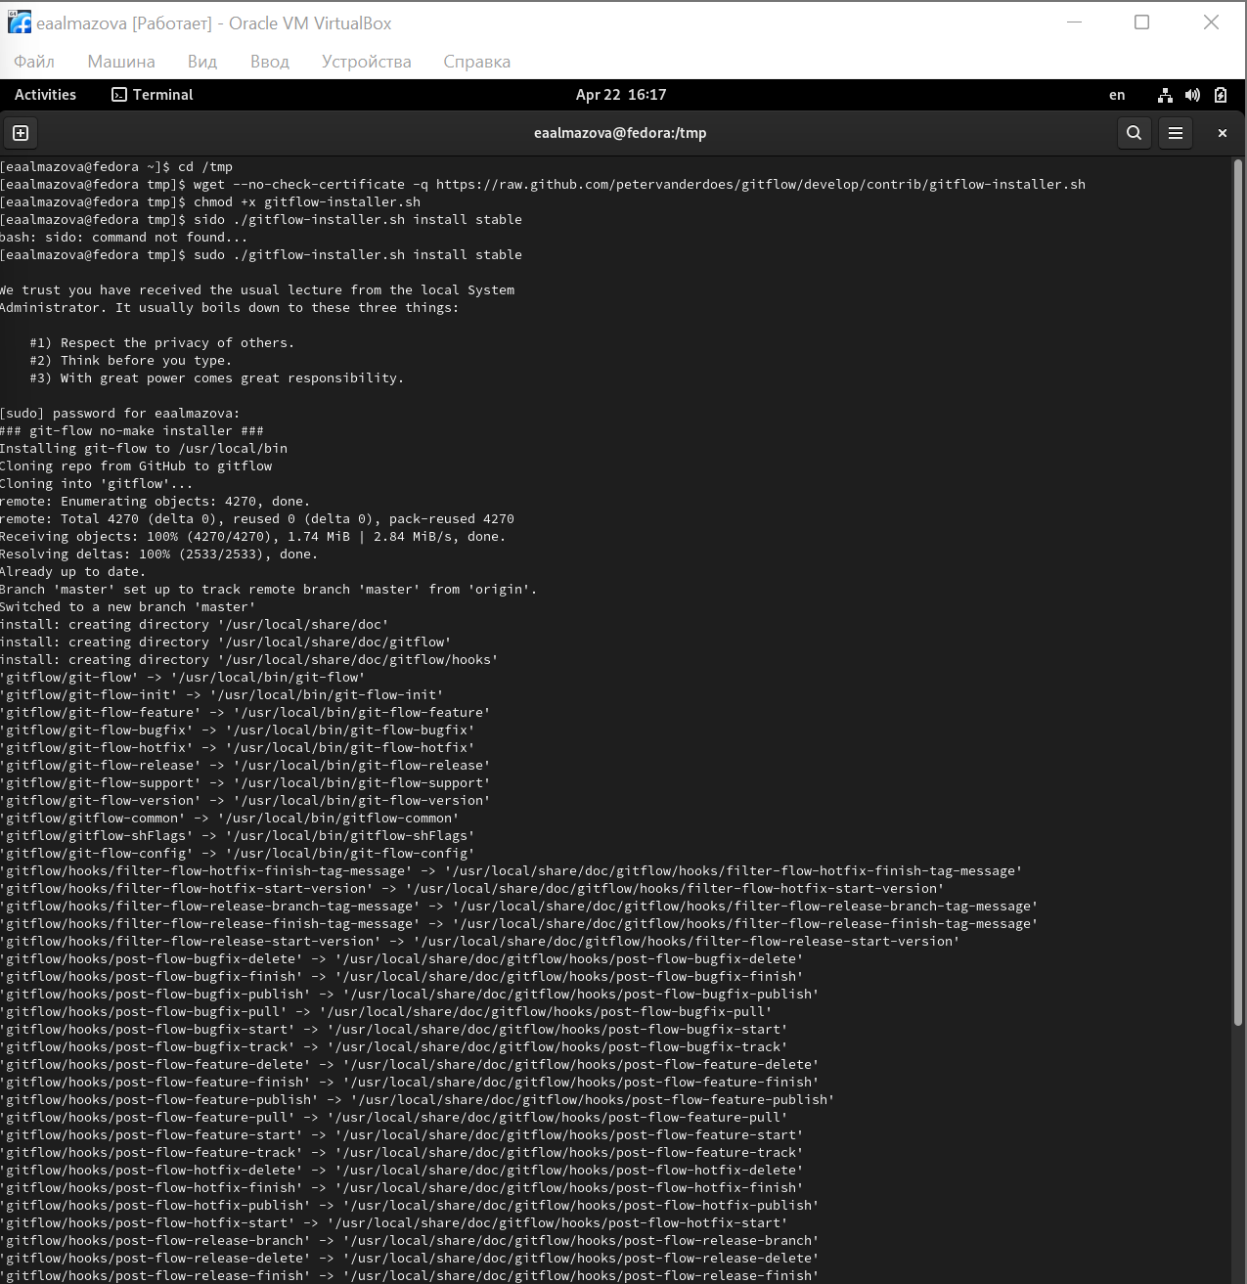 eaalmazova [Работает] - Oracle VM VirtualBox
Файл Машина Вид Ввод Устройства Справка
Activities Terminal Apr 22 16:17 en
eaalmazova@fedora:/tmp
[eaalmazova@fedora ~]$ cd /tmp
[eaalmazova@fedora tmp]$ wget --no-check-certificate -q https://raw.github.com/petervanderdoes/gitflow/develop/contrib/gitflow-installer.sh
[eaalmazova@fedora tmp]$ chmod +x gitflow-installer.sh
[eaalmazova@fedora tmp]$ sido ./gitflow-installer.sh install stable
bash: sido: command not found...
[eaalmazova@fedora tmp]$ sudo ./gitflow-installer.sh install stable
We trust you have received the usual lecture from the local System
Administrator. It usually boils down to these three things:
#1) Respect the privacy of others.
#2) Think before you type.
#3) With great power comes great responsibility.
[sudo] password for eaalmazova:
### git-flow no-make installer ###
Installing git-flow to /usr/local/bin
Cloning repo from GitHub to gitflow
Cloning into 'gitflow'...
remote: Enumerating objects: 4270, done.
remote: Total 4270 (delta 0), reused 0 (delta 0), pack-reused 4270
Receiving objects: 100% (4270/4270), 1.74 MiB | 2.84 MiB/s, done.
Resolving deltas: 100% (2533/2533), done.
Already up to date.
Branch 'master' set up to track remote branch 'master' from 'origin'.
Switched to a new branch 'master'
install: creating directory '/usr/local/share/doc'
install: creating directory '/usr/local/share/doc/gitflow'
install: creating directory '/usr/local/share/doc/gitflow/hooks'
'gitflow/git-flow' -> '/usr/local/bin/git-flow'
'gitflow/git-flow-init' -> '/usr/local/bin/git-flow-init'
'gitflow/git-flow-feature' -> '/usr/local/bin/git-flow-feature'
'gitflow/git-flow-bugfix' -> '/usr/local/bin/git-flow-bugfix'
'gitflow/git-flow-hotfix' -> '/usr/local/bin/git-flow-hotfix'
'gitflow/git-flow-release' -> '/usr/local/bin/git-flow-release'
'gitflow/git-flow-support' -> '/usr/local/bin/git-flow-support'
'gitflow/git-flow-version' -> '/usr/local/bin/git-flow-version'
'gitflow/gitflow-common' -> '/usr/local/bin/gitflow-common'
'gitflow/gitflow-shFlags' -> '/usr/local/bin/gitflow-shFlags'
'gitflow/git-flow-config' -> '/usr/local/bin/git-flow-config'
'gitflow/hooks/filter-flow-hotfix-finish-tag-message' -> '/usr/local/share/doc/gitflow/hooks/filter-flow-hotfix-finish-tag-message'
'gitflow/hooks/filter-flow-hotfix-start-version' -> '/usr/local/share/doc/gitflow/hooks/filter-flow-hotfix-start-version'
'gitflow/hooks/filter-flow-release-branch-tag-message' -> '/usr/local/share/doc/gitflow/hooks/filter-flow-release-branch-tag-message'
'gitflow/hooks/filter-flow-release-finish-tag-message' -> '/usr/local/share/doc/gitflow/hooks/filter-flow-release-finish-tag-message'
'gitflow/hooks/filter-flow-release-start-version' -> '/usr/local/share/doc/gitflow/hooks/filter-flow-release-start-version'
'gitflow/hooks/post-flow-bugfix-delete' -> '/usr/local/share/doc/gitflow/hooks/post-flow-bugfix-delete'
'gitflow/hooks/post-flow-bugfix-finish' -> '/usr/local/share/doc/gitflow/hooks/post-flow-bugfix-finish'
'gitflow/hooks/post-flow-bugfix-publish' -> '/usr/local/share/doc/gitflow/hooks/post-flow-bugfix-publish'
'gitflow/hooks/post-flow-bugfix-pull' -> '/usr/local/share/doc/gitflow/hooks/post-flow-bugfix-pull'
'gitflow/hooks/post-flow-bugfix-start' -> '/usr/local/share/doc/gitflow/hooks/post-flow-bugfix-start'
'gitflow/hooks/post-flow-bugfix-track' -> '/usr/local/share/doc/gitflow/hooks/post-flow-bugfix-track'
'gitflow/hooks/post-flow-feature-delete' -> '/usr/local/share/doc/gitflow/hooks/post-flow-feature-delete'
'gitflow/hooks/post-flow-feature-finish' -> '/usr/local/share/doc/gitflow/hooks/post-flow-feature-finish'
'gitflow/hooks/post-flow-feature-publish' -> '/usr/local/share/doc/gitflow/hooks/post-flow-feature-publish'
'gitflow/hooks/post-flow-feature-pull' -> '/usr/local/share/doc/gitflow/hooks/post-flow-feature-pull'
'gitflow/hooks/post-flow-feature-start' -> '/usr/local/share/doc/gitflow/hooks/post-flow-feature-start'
'gitflow/hooks/post-flow-feature-track' -> '/usr/local/share/doc/gitflow/hooks/post-flow-feature-track'
'gitflow/hooks/post-flow-hotfix-delete' -> '/usr/local/share/doc/gitflow/hooks/post-flow-hotfix-delete'
'gitflow/hooks/post-flow-hotfix-finish' -> '/usr/local/share/doc/gitflow/hooks/post-flow-hotfix-finish'
'gitflow/hooks/post-flow-hotfix-publish' -> '/usr/local/share/doc/gitflow/hooks/post-flow-hotfix-publish'
'gitflow/hooks/post-flow-hotfix-start' -> '/usr/local/share/doc/gitflow/hooks/post-flow-hotfix-start'
'gitflow/hooks/post-flow-release-branch' -> '/usr/local/share/doc/gitflow/hooks/post-flow-release-branch'
'gitflow/hooks/post-flow-release-delete' -> '/usr/local/share/doc/gitflow/hooks/post-flow-release-delete'
'gitflow/hooks/post-flow-release-finish' -> '/usr/local/share/doc/gitflow/hooks/post-flow-release-finish'